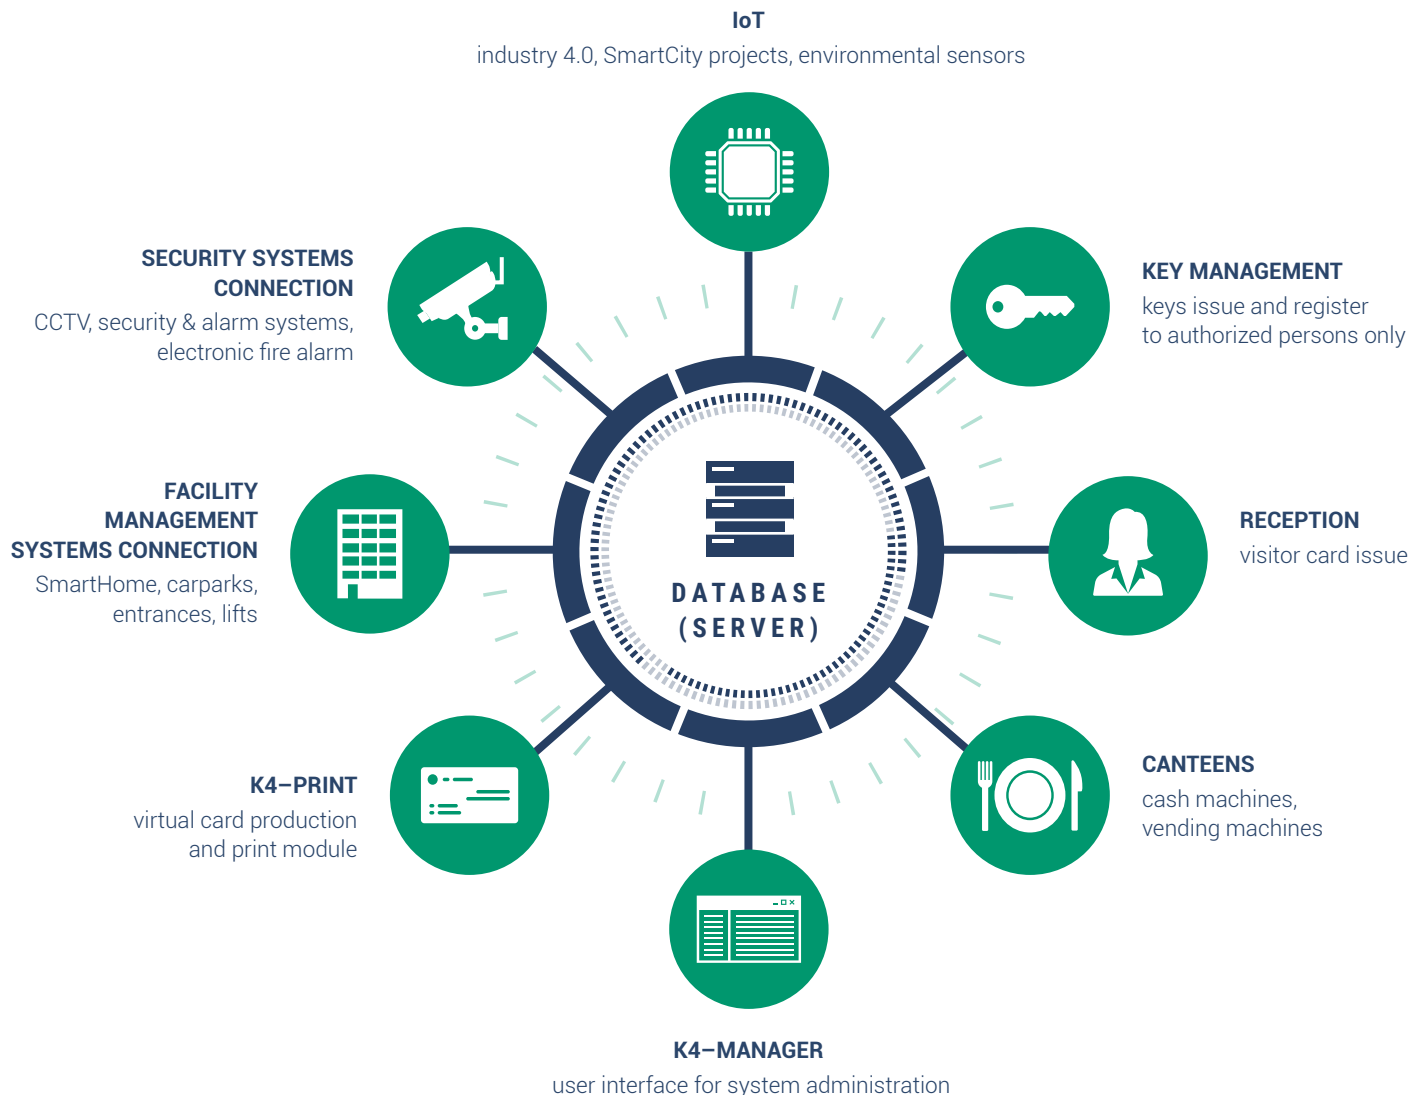 IoT
industry 4.0, SmartCity projects, environmental sensors
SECURITY SYSTEMS
CONNECTION
CCTV, security & alarm systems,
electronic fire alarm
KEY MANAGEMENT
keys issue and register
to authorized persons only
FACILITY
MANAGEMENT
SYSTEMS CONNECTION
SmartHome, carparks,
entrances, lifts
DATABASE
(SERVER)
RECEPTION
visitor card issue
K4–PRINT
virtual card production
and print module
CANTEENS
cash machines,
vending machines
K4–MANAGER
user interface for system administration